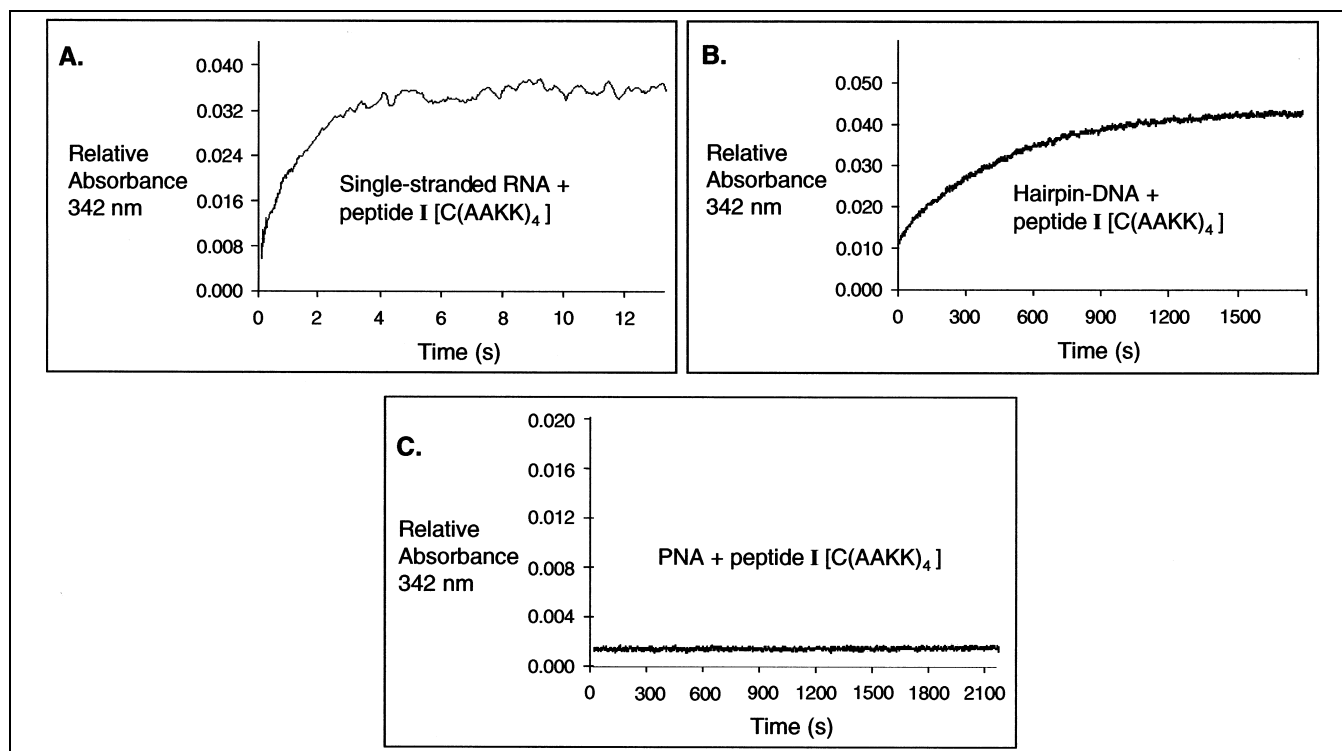 A.
0.040
0.032
0.024
0.016
0.008
0.000
Relative
Absorbance
342 nm
Single-stranded RNA +
peptide I [C(AAKK)4 ]
0 2 4 6 8 10 12
Time (s)
B.
0.050
0.040
0.030
0.020
0.010
0.000
Relative
Absorbance
342 nm
Hairpin-DNA +
peptide I [C(AAKK)4 ]
0 300 600 900 1200 1500
Time (s)
C.
0.020
0.016
0.012
0.008
0.004
0.000
Relative
Absorbance
342 nm
PNA + peptide I [C(AAKK)4 ]
0 300 600 900 1200 1500 1800 2100
Time (s)